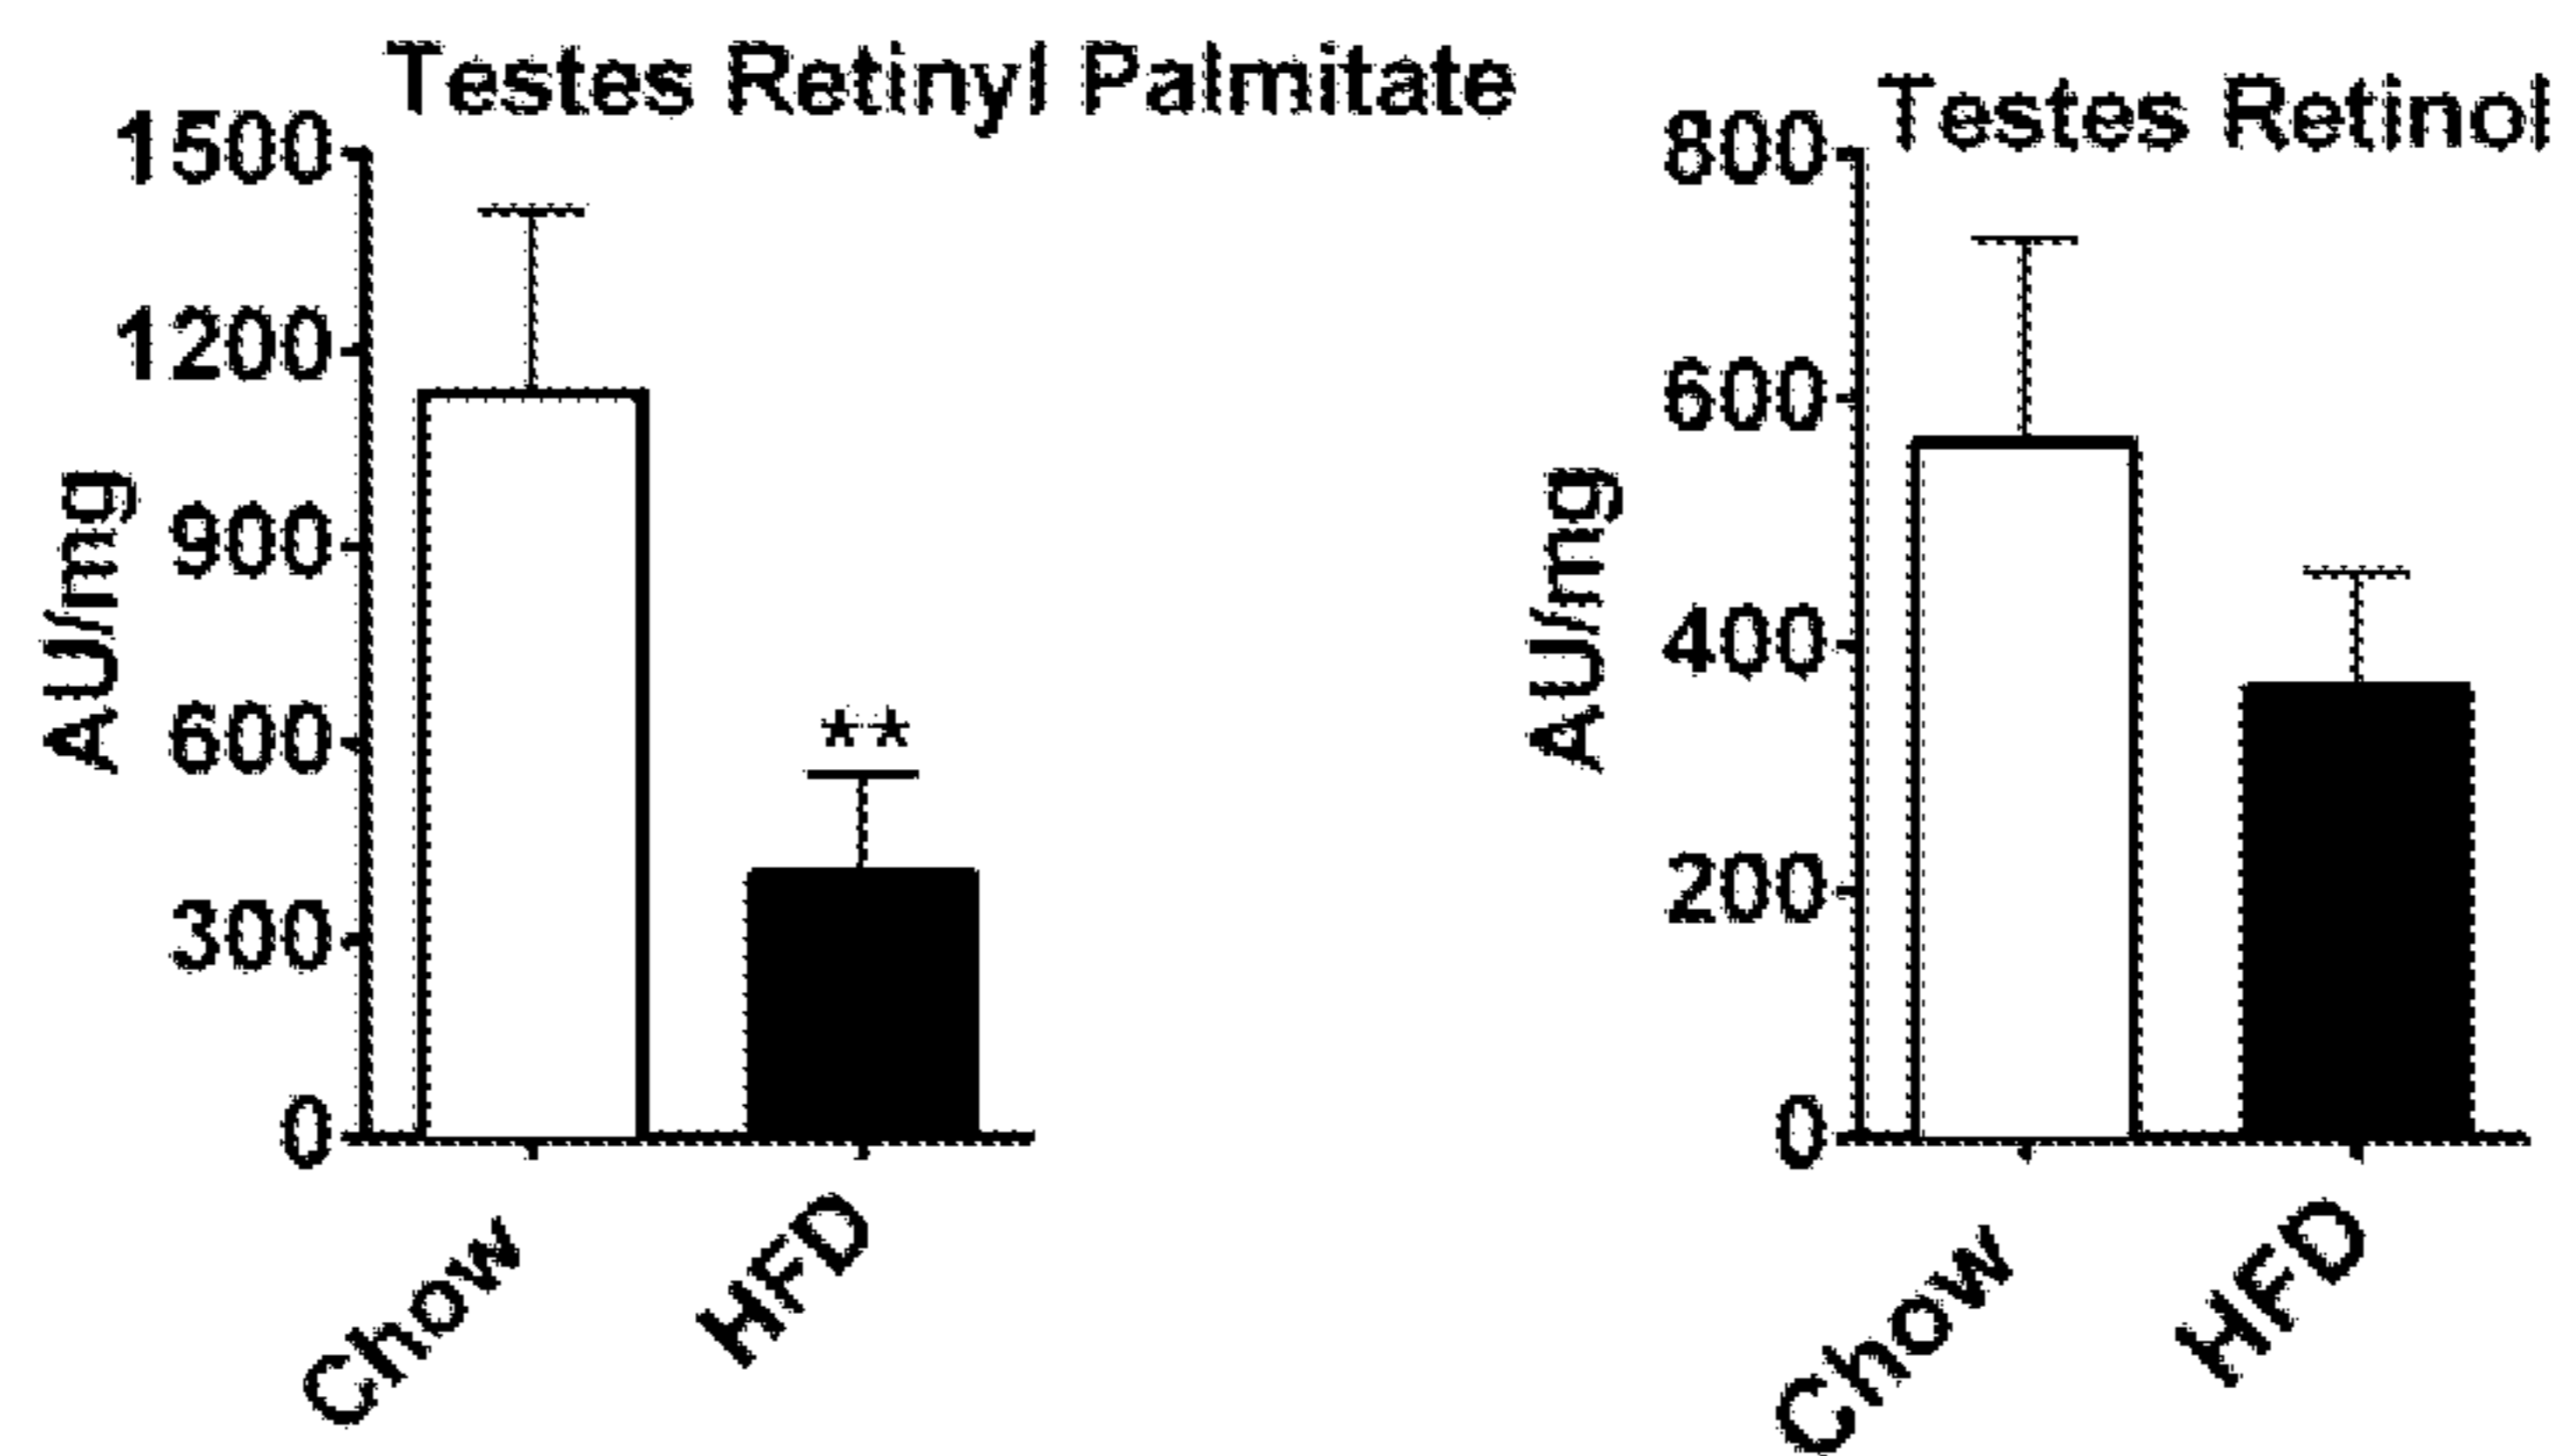 Testes Retinyl Palmitate
1500
1200
900
600
300
0
AU/mg
**
Chow
HFD
Testes Retinol
800
600
400
200
0
AU/mg
Chow
HFD